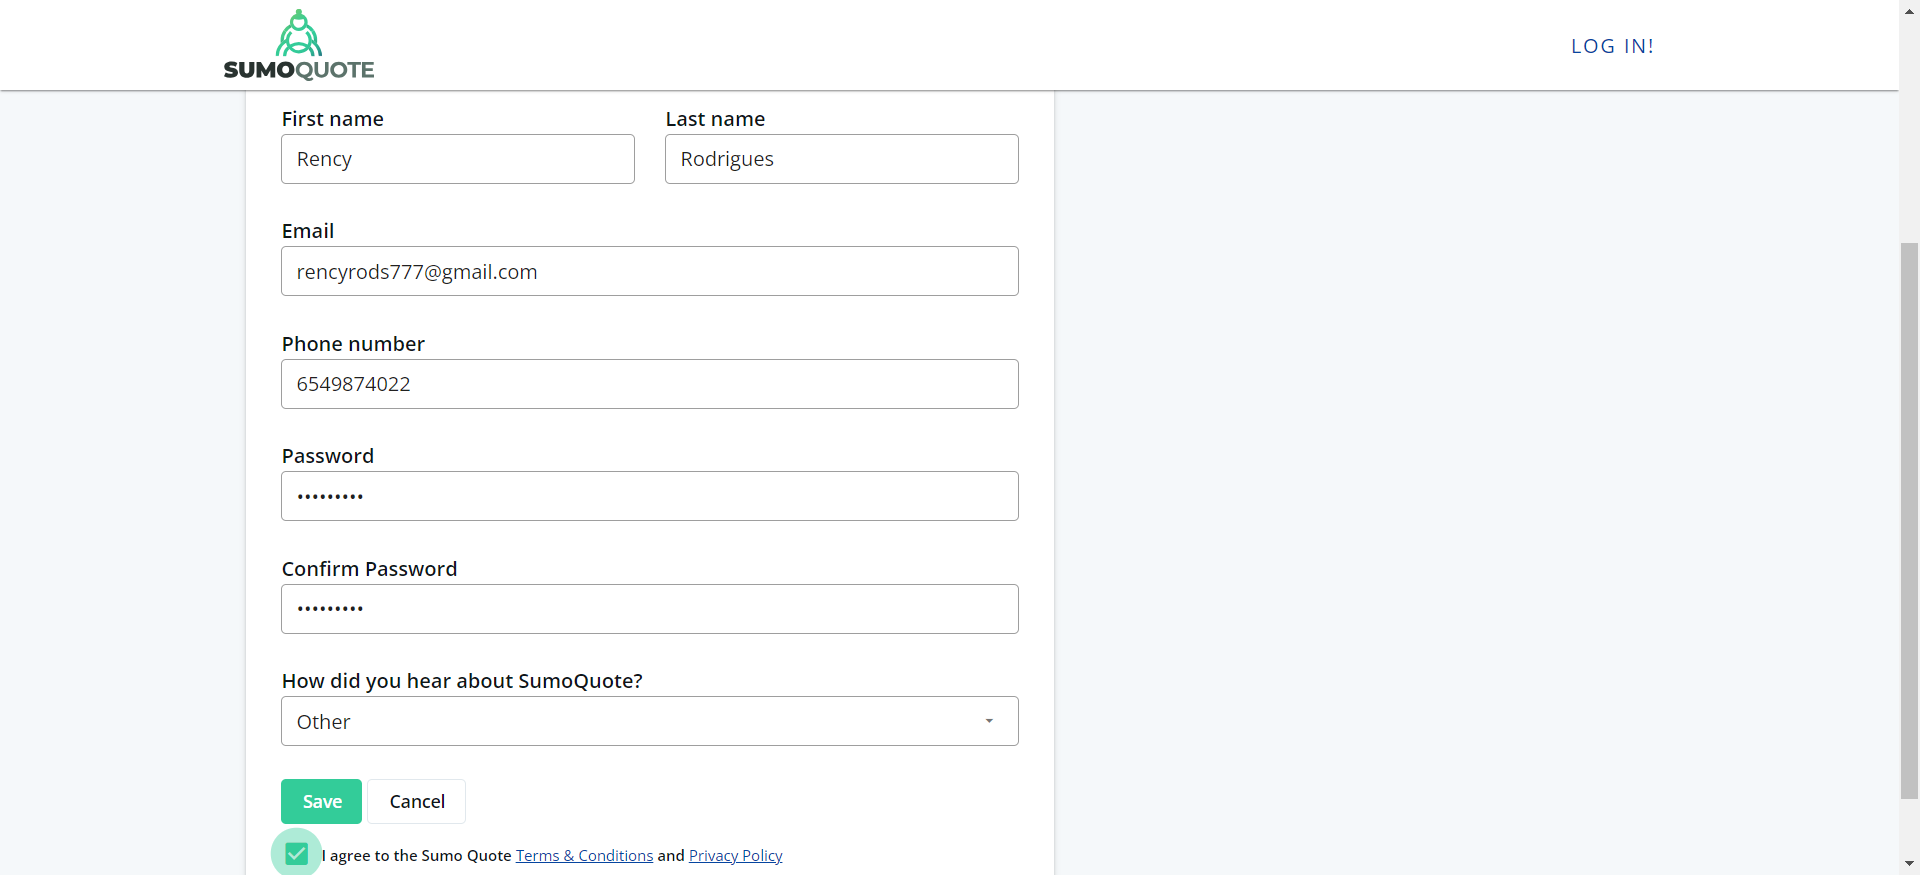 SUMOQUOTE
LOG IN!
First name
Last name
Rency
Rodrigues
Email
rencyrods777@gmail.com
Phone number
6549874022
Password
•••••••••
Confirm Password
•••••••••
How did you hear about SumoQuote?
Other
Save
Cancel
I agree to the Sumo Quote Terms & Conditions and Privacy Policy